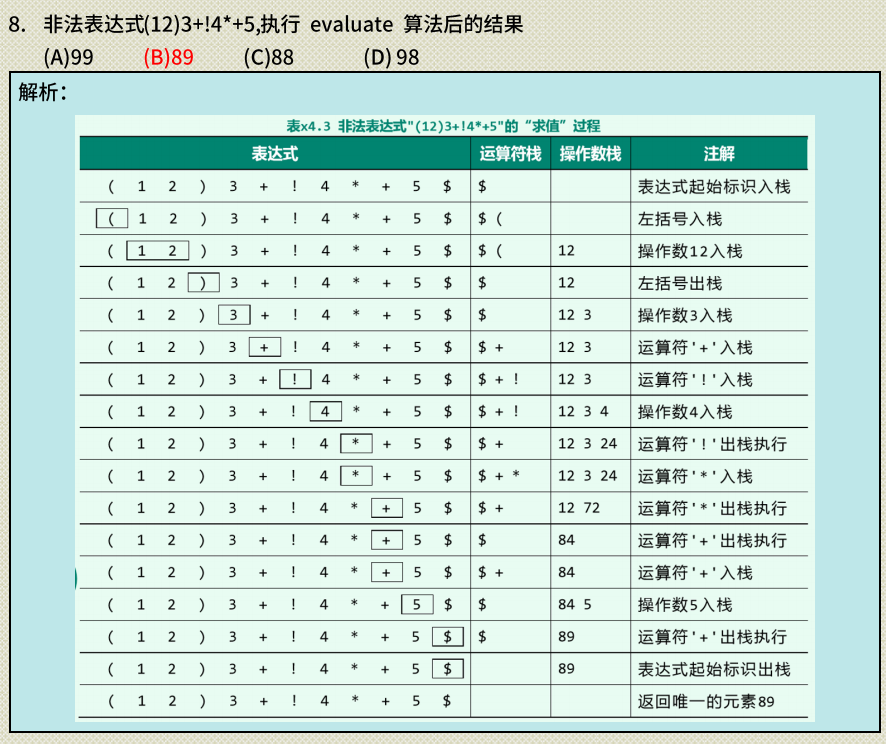 8. 非法表达式(12)3+!4*+5,执行 evaluate 算法后的结果
(A)99 (B)89 (C)88 (D) 98
解析：
表x4.3 非法表达式"(12)3+!4*+5"的“求值”过程
表达式 运算符栈 操作数栈 注解
( 1 2 ) 3 + ! 4 * + 5 $ $ 表达式起始标识入栈
( 1 2 ) 3 + ! 4 * + 5 $ $ ( 左括号入栈
( 1 2 ) 3 + ! 4 * + 5 $ $ ( 12 操作数12入栈
( 1 2 ) 3 + ! 4 * + 5 $ $ 12 左括号出栈
( 1 2 ) 3 + ! 4 * + 5 $ $ 12 3 操作数3入栈
( 1 2 ) 3 + ! 4 * + 5 $ $ + 12 3 运算符'+'入栈
( 1 2 ) 3 + ! 4 * + 5 $ $ + ! 12 3 运算符'!'入栈
( 1 2 ) 3 + ! 4 * + 5 $ $ + ! 12 3 4 操作数4入栈
( 1 2 ) 3 + ! 4 * + 5 $ $ + 12 3 24 运算符'!'出栈执行
( 1 2 ) 3 + ! 4 * + 5 $ $ + * 12 3 24 运算符'*'入栈
( 1 2 ) 3 + ! 4 * + 5 $ $ + 12 72 运算符'*'出栈执行
( 1 2 ) 3 + ! 4 * + 5 $ $ 84 运算符'+'出栈执行
( 1 2 ) 3 + ! 4 * + 5 $ $ + 84 运算符'+'入栈
( 1 2 ) 3 + ! 4 * + 5 $ $ 84 5 操作数5入栈
( 1 2 ) 3 + ! 4 * + 5 $ $ 89 运算符'+'出栈执行
( 1 2 ) 3 + ! 4 * + 5 $ 89 表达式起始标识出栈
( 1 2 ) 3 + ! 4 * + 5 $ 返回唯一的元素89